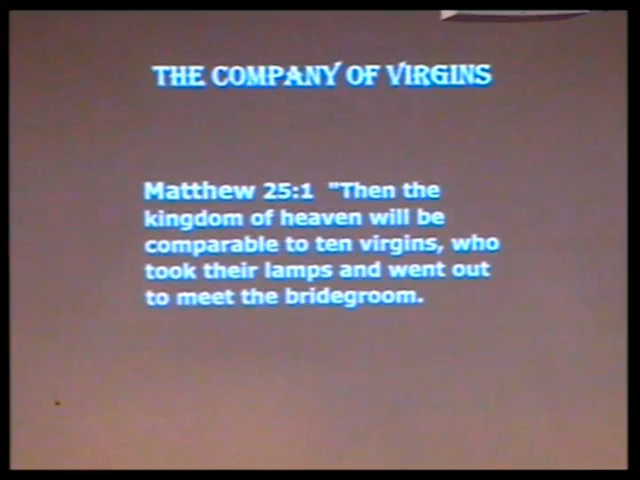 THE COMPANY OF VIRGINS
Matthew 25:1 "Then the
kingdom of heaven will be
comparable to ten virgins, who
took their lamps and went out
to meet the bridegroom.